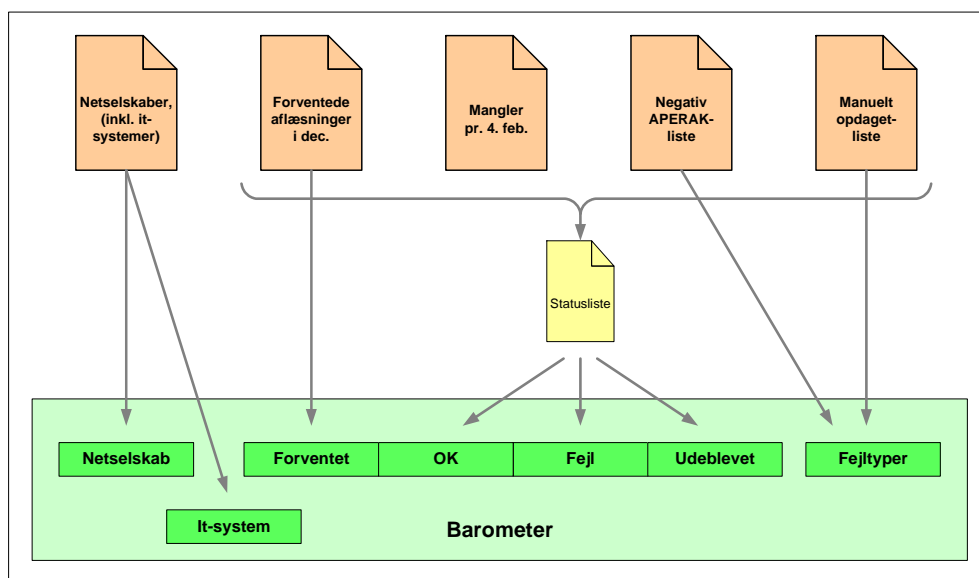 Netselskaber,
(inkl. it-
systemer)
Forventede
aflæsninger
i dec.
Mangler
pr. 4. feb.
Negativ
APERAK-
liste
Manuelt
opdaget-
liste
Statusliste
Netselskab
Forventet
OK
Fejl
Udeblevet
Fejltyper
It-system
Barometer